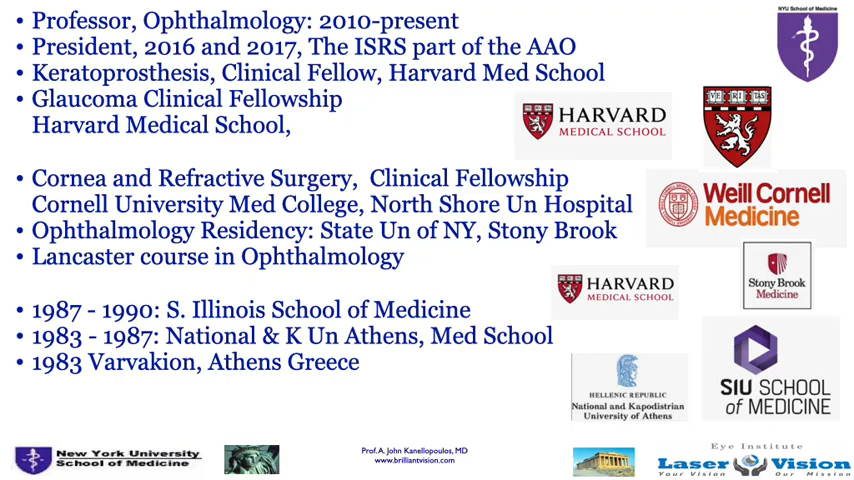 • Professor, Ophthalmology: 2010-present
• President, 2016 and 2017, The ISRS part of the AAO
• Keratoprosthesis, Clinical Fellow, Harvard Med School
• Glaucoma Clinical Fellowship
Harvard Medical School,
• Cornea and Refractive Surgery, Clinical Fellowship
Cornell University Med College, North Shore Un Hospital
• Ophthalmology Residency: State Un of NY, Stony Brook
• Lancaster course in Ophthalmology
• 1987 - 1990: S. Illinois School of Medicine
• 1983 - 1987: National & K Un Athens, Med School
• 1983 Varvakion, Athens Greece
NYU School of Medicine
HARVARD
MEDICAL SCHOOL
VE RI TAS
Weill Cornell
Medicine
HARVARD
MEDICAL SCHOOL
Stony Brook
Medicine
HELLENIC REPUBLIC
National and Kapodistrian
University of Athens
SIU SCHOOL
of MEDICINE
New York University
School of Medicine
Prof. A. John Kanellopoulos, MD
www.brilliantvision.com
Eye Institute
Laser Vision
Your Vision Our Mission